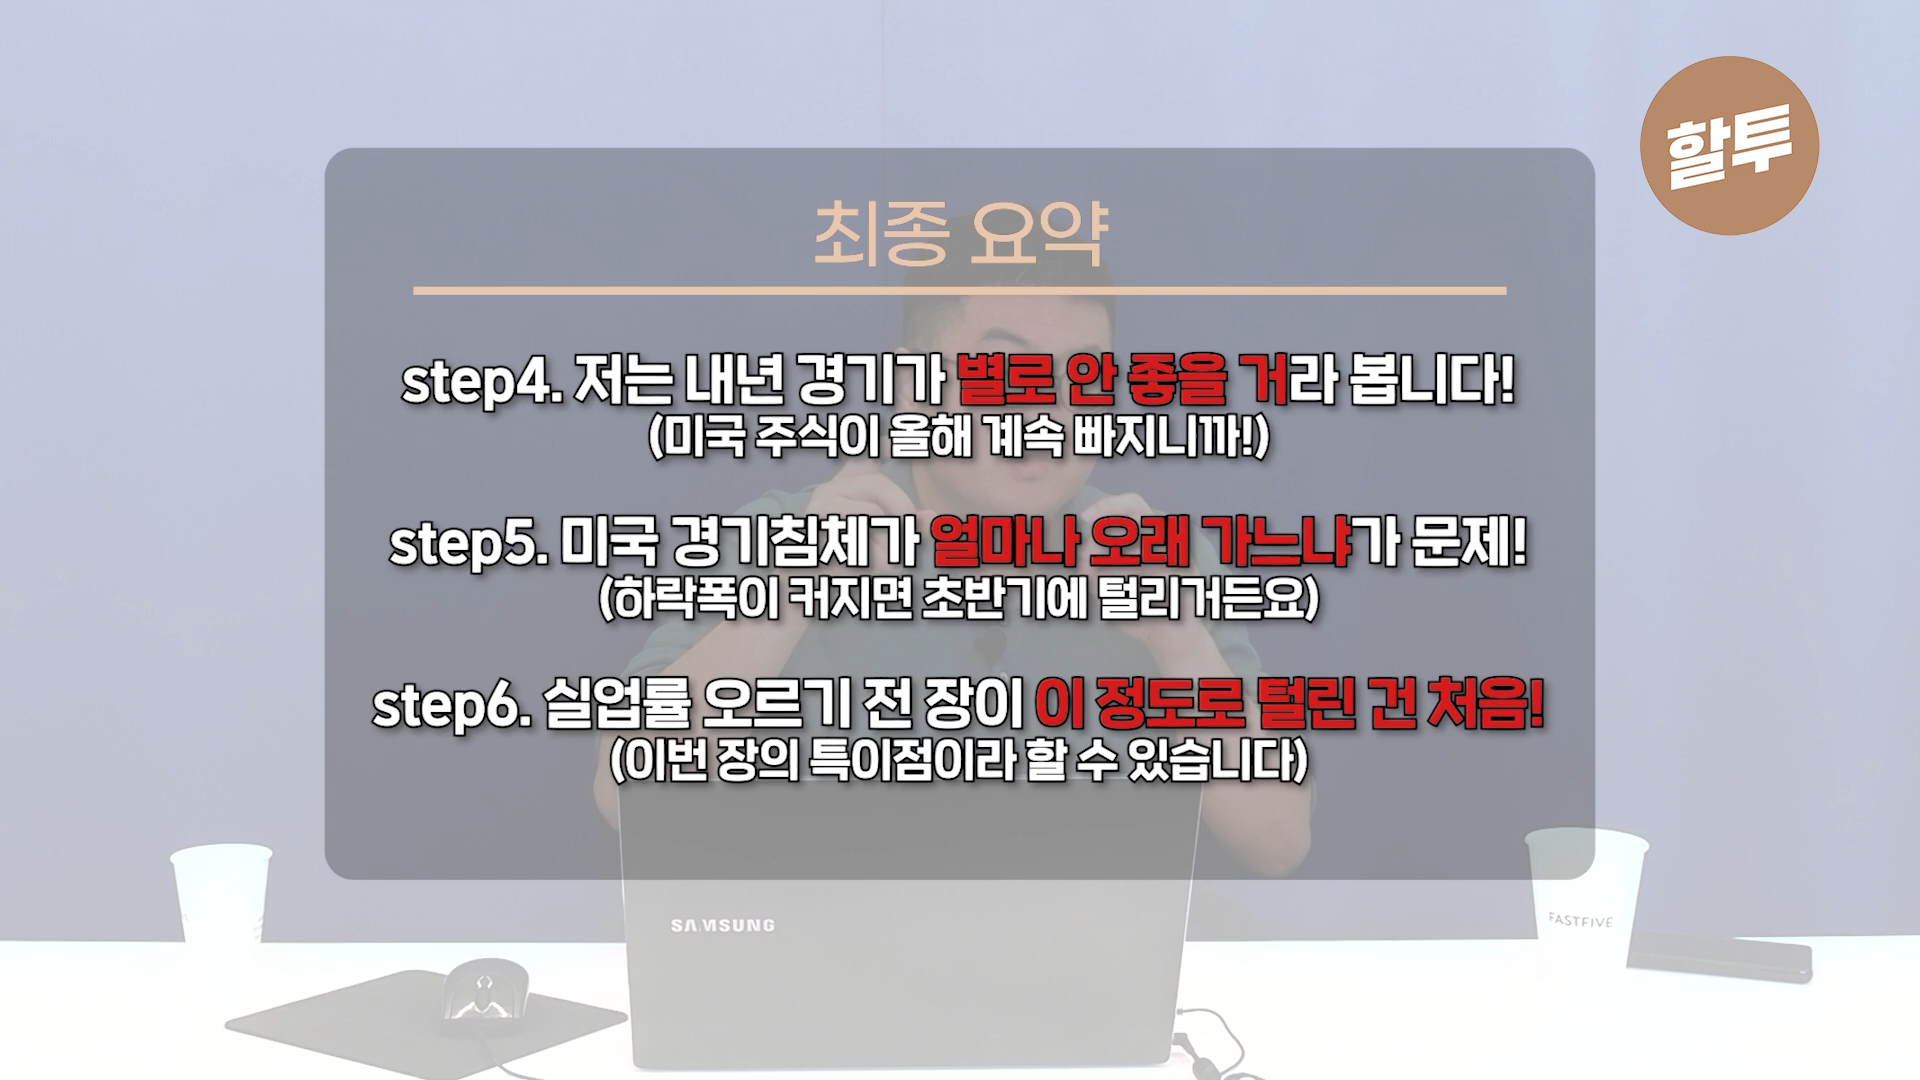 할투
최종 요약
step4. 저는 내년 경기가 별로 안 좋을 거라 봅니다!
(미국 주식이 올해 계속 빠지니까!)
step5. 미국 경기침체가 얼마나 오래 가느냐가 문제!
(하락폭이 커지면 초반기에 털리거든요)
step6. 실업률 오르기 전 장이 이 정도로 털린 건 처음!
(이번 장의 특이점이라 할 수 있습니다)
SAMSUNG
FASTFIVE